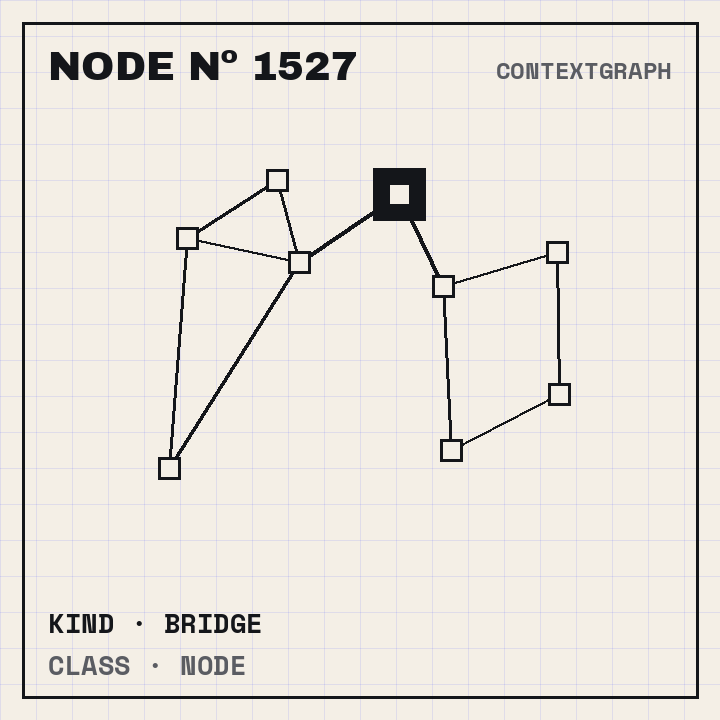 NODE Nº 1527
CONTEXTGRAPH
KIND · BRIDGE
CLASS · NODE